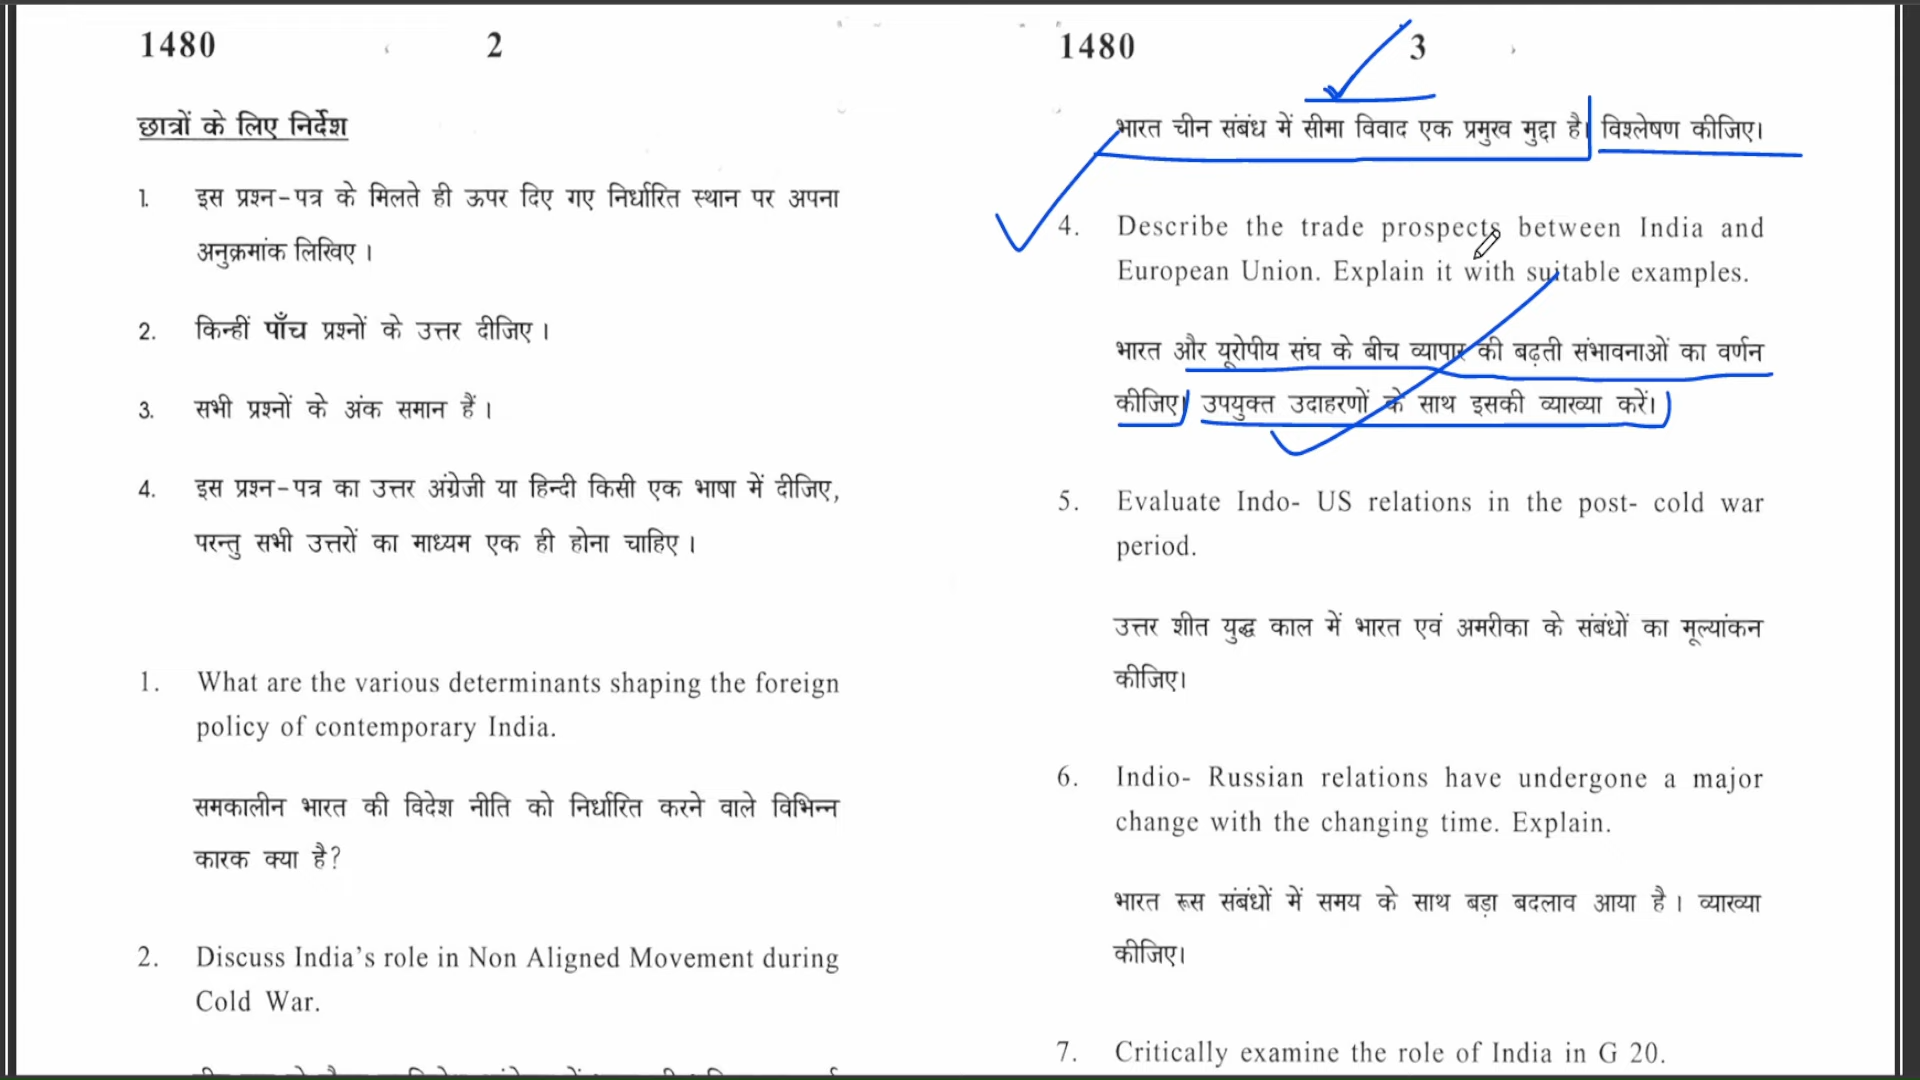 1480 2
छात्रों के लिए निर्देश
1. इस प्रश्न-पत्र के मिलते ही ऊपर दिए गए निर्धारित स्थान पर अपना
अनुक्रमांक लिखिए ।
2. किन्हीं पाँच प्रश्नों के उत्तर दीजिए ।
3. सभी प्रश्नों के अंक समान हैं ।
4. इस प्रश्न-पत्र का उत्तर अंग्रेजी या हिन्दी किसी एक भाषा में दीजिए,
परन्तु सभी उत्तरों का माध्यम एक ही होना चाहिए ।
1. What are the various determinants shaping the foreign
policy of contemporary India.
समकालीन भारत की विदेश नीति को निर्धारित करने वाले विभिन्न
कारक क्या है?
2. Discuss India’s role in Non Aligned Movement during
Cold War.
1480 3
भारत चीन संबंध में सीमा विवाद एक प्रमुख मुद्दा है। विश्लेषण कीजिए।
4. Describe the trade prospects between India and
European Union. Explain it with suitable examples.
भारत और यूरोपीय संघ के बीच व्यापार की बढ़ती संभावनाओं का वर्णन
कीजिए। उपयुक्त उदाहरणों के साथ इसकी व्याख्या करें।
5. Evaluate Indo- US relations in the post- cold war
period.
उत्तर शीत युद्ध काल में भारत एवं अमरीका के संबंधों का मूल्यांकन
कीजिए।
6. Indio- Russian relations have undergone a major
change with the changing time. Explain.
भारत रूस संबंधों में समय के साथ बड़ा बदलाव आया है । व्याख्या
कीजिए।
7. Critically examine the role of India in G 20.